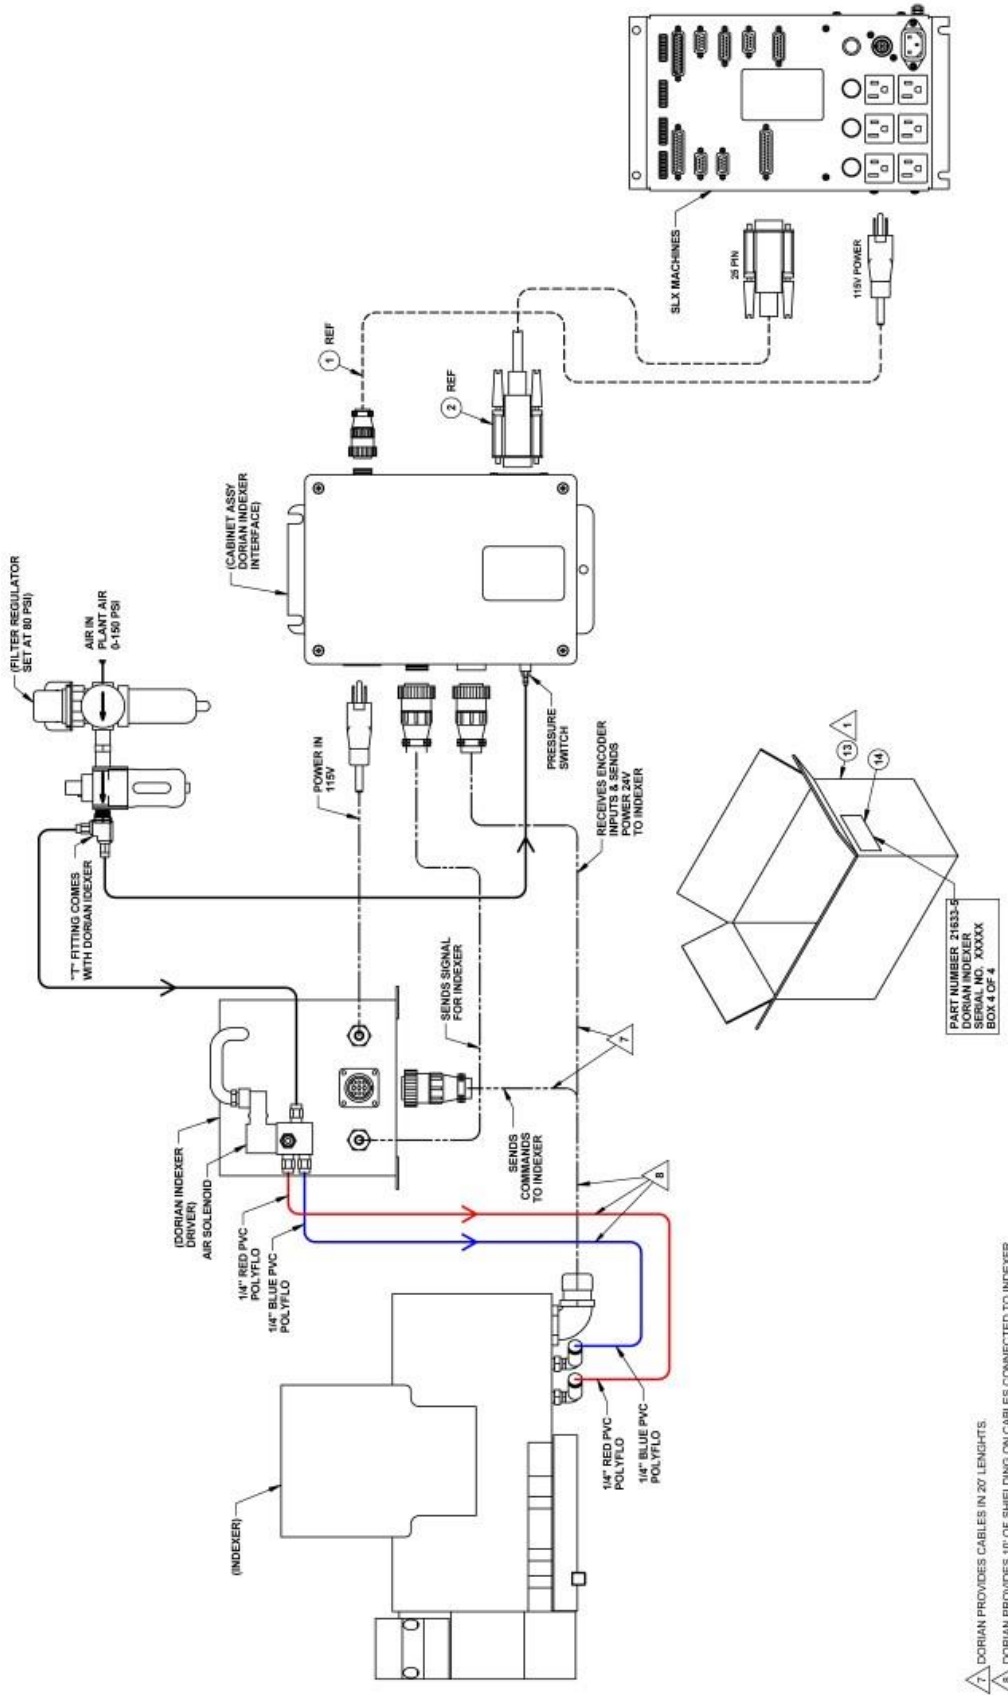 (FILTER REGULATOR
SET AT 80 PSI)
AIR IN
PLANT AIR
0-150 PSI
"T" FITTING COMES
WITH DORIAN IDEXER
(CABINET ASSY
DORIAN INDEXER
INTERFACE)
1 REF
2 REF
SLX MACHINES
25 PIN
115V POWER
POWER IN
115V
PRESSURE
SWITCH
RECEIVES ENCODER
INPUTS & SENDS
POWER 24V
TO INDEXER
SENDS SIGNAL
FOR INDEXER
SENDS
COMMANDS
TO INDEXER
7
8
(DORIAN INDEXER
DRIVER)
AIR SOLENOID
1/4" RED PVC
POLYFLO
1/4" BLUE PVC
POLYFLO
(INDEXER)
1/4" RED PVC
POLYFLO
1/4" BLUE PVC
POLYFLO
13
1
14
PART NUMBER 21633-5
DORIAN INDEXER
SERIAL NO. XXXXX
BOX 4 OF 4
7 DORIAN PROVIDES CABLES IN 20' LENGHTS.
8 DORIAN PROVIDES 10' OF SHIELDING ON CABLES CONNECTED TO INDEXER